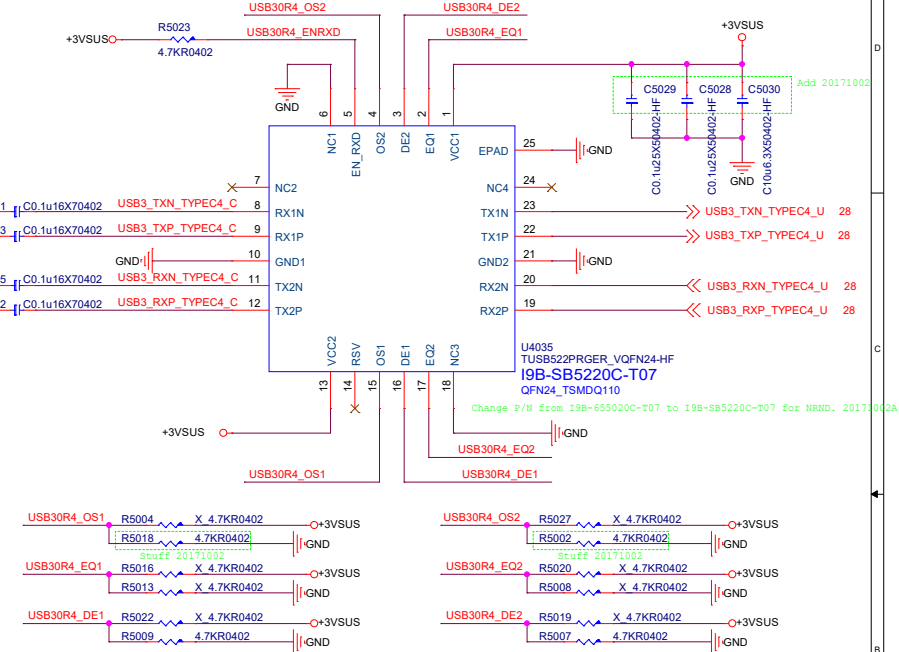 USB30R4_OS2
USB30R4_DE2
+3VSUS
R5023
USB30R4_ENRXD
4.7KR0402
USB30R4_EQ1
+3VSUS
D
GND
6
5
4
3
2
1
C5029
C5028
C5030
Add 20171002
C0.1u25X50402-HF
C0.1u25X50402-HF
C10u6.3X50402-HF
GND
NC1
EN_RXD
OS2
DE2
EQ1
VCC1
EPAD
25
GND
7
NC2
NC4
24
1
C0.1u16X70402
USB3_TXN_TYPEC4_C
8
RX1N
TX1N
23
USB3_TXN_TYPEC4_U
28
3
C0.1u16X70402
USB3_TXP_TYPEC4_C
9
RX1P
TX1P
22
USB3_TXP_TYPEC4_U
28
GND
10
GND1
GND2
21
GND
5
C0.1u16X70402
USB3_RXN_TYPEC4_C
11
TX2N
RX2N
20
USB3_RXN_TYPEC4_U
28
2
C0.1u16X70402
USB3_RXP_TYPEC4_C
12
TX2P
RX2P
19
USB3_RXP_TYPEC4_U
28
VCC2
RSV
OS1
DE1
EQ2
NC3
13
14
15
16
17
18
U4035
TUSB522PRGER_VQFN24-HF
I9B-SB5220C-T07
QFN24_TSMDQ110
C
Change P/N from I9B-655020C-T07 to I9B-SB5220C-T07 for NRND. 20171002A
+3VSUS
GND
USB30R4_EQ2
USB30R4_OS1
USB30R4_DE1
USB30R4_OS1
R5004
X_4.7KR0402
+3VSUS
R5018
4.7KR0402
GND
Stuff 20171002
USB30R4_EQ1
R5016
X_4.7KR0402
+3VSUS
R5013
X_4.7KR0402
GND
USB30R4_DE1
R5022
X_4.7KR0402
+3VSUS
R5009
4.7KR0402
GND
USB30R4_OS2
R5027
X_4.7KR0402
+3VSUS
R5002
4.7KR0402
GND
Stuff 20171002
USB30R4_EQ2
R5020
X_4.7KR0402
+3VSUS
R5008
X_4.7KR0402
GND
USB30R4_DE2
R5019
X_4.7KR0402
+3VSUS
R5007
4.7KR0402
GND
B